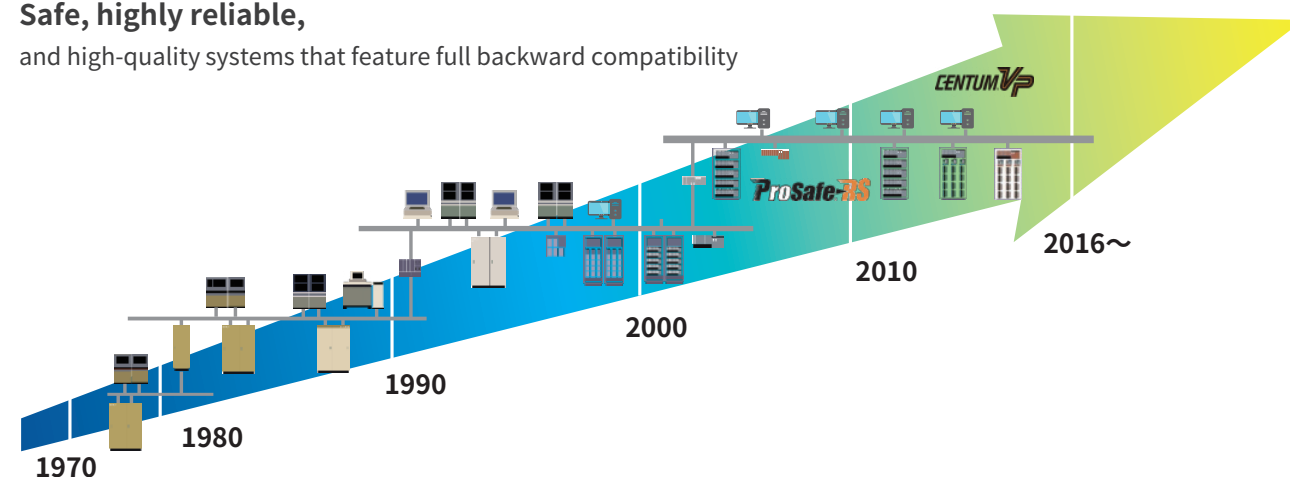 Safe, highly reliable,
and high-quality systems that feature full backward compatibility
CENTUM VP
ProSafe-RS
2016～
2010
2000
1990
1980
1970